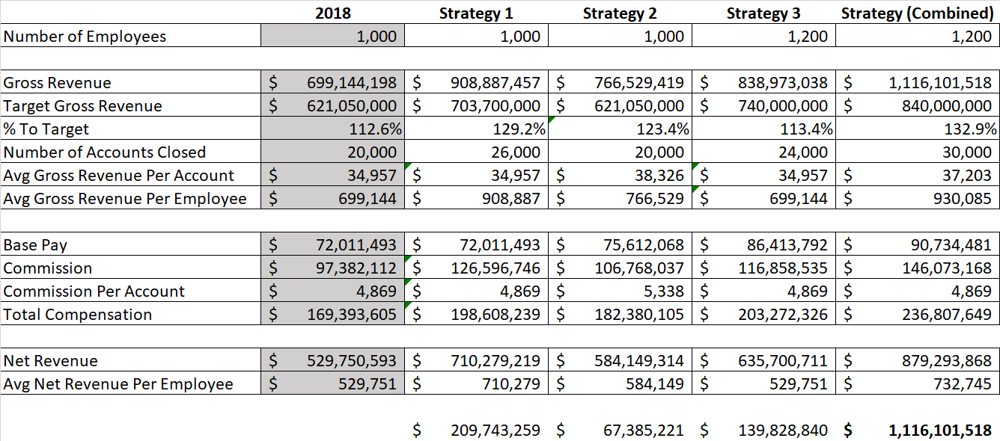 2018 Strategy 1 Strategy 2 Strategy 3 Strategy (Combined)
Number of Employees 1,000 1,000 1,000 1,200 1,200
Gross Revenue $ 699,144,198 $ 908,887,457 $ 766,529,419 $ 838,973,038 $ 1,116,101,518
Target Gross Revenue $ 621,050,000 $ 703,700,000 $ 621,050,000 $ 740,000,000 $ 840,000,000
% To Target 112.6% 129.2% 123.4% 113.4% 132.9%
Number of Accounts Closed 20,000 26,000 20,000 24,000 30,000
Avg Gross Revenue Per Account $ 34,957 $ 34,957 $ 38,326 $ 34,957 $ 37,203
Avg Gross Revenue Per Employee $ 699,144 $ 908,887 $ 766,529 $ 699,144 $ 930,085
Base Pay $ 72,011,493 $ 72,011,493 $ 75,612,068 $ 86,413,792 $ 90,734,481
Commission $ 97,382,112 $ 126,596,746 $ 106,768,037 $ 116,858,535 $ 146,073,168
Commission Per Account $ 4,869 $ 4,869 $ 5,338 $ 4,869 $ 4,869
Total Compensation $ 169,393,605 $ 198,608,239 $ 182,380,105 $ 203,272,326 $ 236,807,649
Net Revenue $ 529,750,593 $ 710,279,219 $ 584,149,314 $ 635,700,711 $ 879,293,868
Avg Net Revenue Per Employee $ 529,751 $ 710,279 $ 584,149 $ 529,751 $ 732,745
$ 209,743,259 $ 67,385,221 $ 139,828,840 $ 1,116,101,518